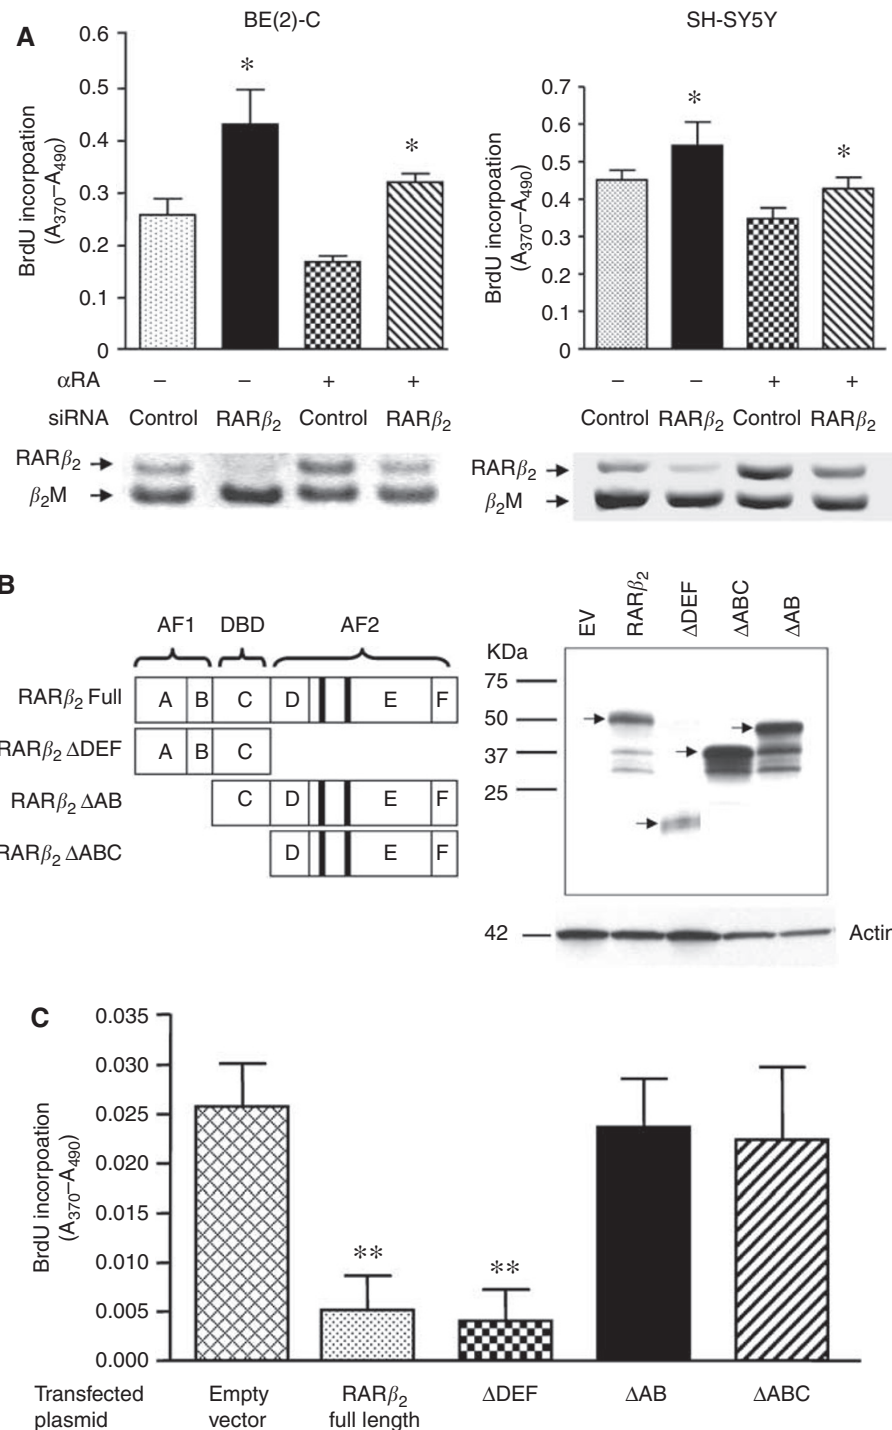 A
BE(2)-C
SH-SY5Y
BrdU incorpoation
(A370–A490)
0.6
0.5
0.4
0.3
0.2
0.1
0
*
*
BrdU incorpoation
(A370–A490)
0.7
0.6
0.5
0.4
0.3
0.2
0.1
0
*
*
αRA – – + + – – + +
siRNA Control RARβ2 Control RARβ2 Control RARβ2 Control RARβ2
RARβ2
β2M
RARβ2
β2M
B
AF1 DBD AF2
RARβ2 Full A B C D E F
RARβ2 ΔDEF A B C
RARβ2 ΔAB C D E F
RARβ2 ΔABC D E F
EV RARβ2 ΔDEF ΔABC ΔAB
KDa
75
50
37
25
42 Actin
C
BrdU incorpoation
(A370–A490)
0.035
0.030
0.025
0.020
0.015
0.010
0.005
0.000
** **
Transfected
plasmid
Empty
vector
RARβ2
full length
ΔDEF
ΔAB
ΔABC